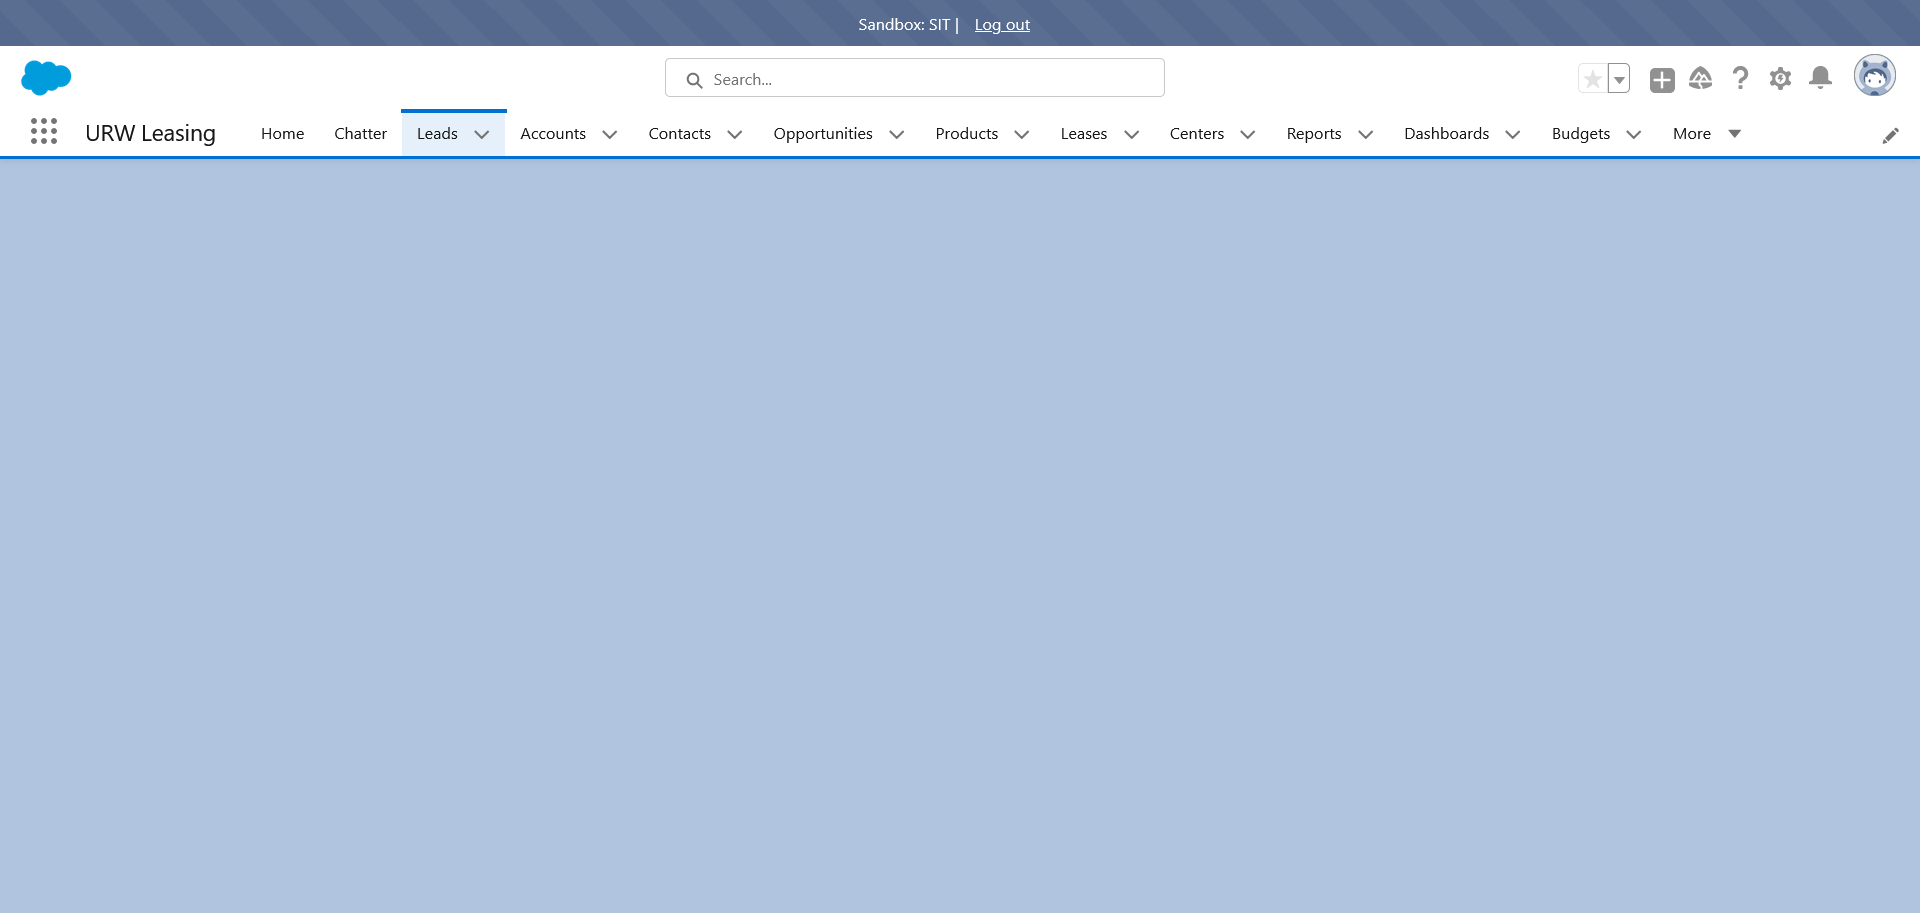 Sandbox: SIT | Log out
Search...
URW Leasing Home Chatter Leads Accounts Contacts Opportunities Products Leases Centers Reports Dashboards Budgets More